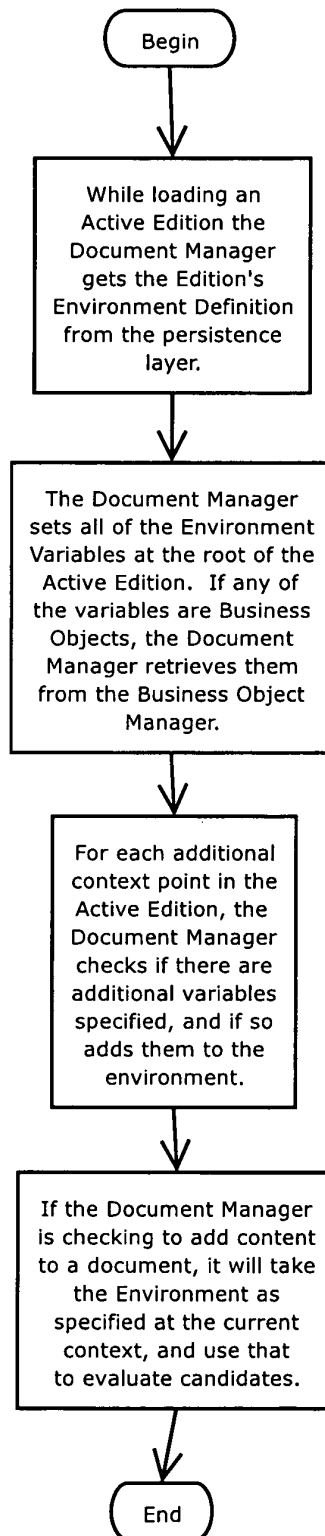 Begin
While loading an
Active Edition the
Document Manager
gets the Edition's
Environment Definition
from the persistence
layer.
The Document Manager
sets all of the Environment
Variables at the root of the
Active Edition.  If any of
the variables are Business
Objects, the Document
Manager retrieves them
from the Business Object
Manager.
For each additional
context point in the
Active Edition, the
Document Manager
checks if there are
additional variables
specified, and if so
adds them to the
environment.
If the Document Manager
is checking to add content
to a document, it will take
the Environment as
specified at the current
context, and use that
to evaluate candidates.
End